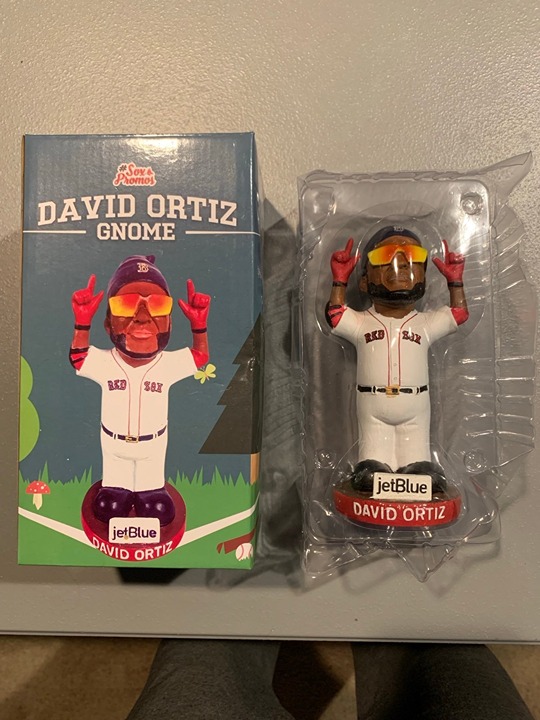 #Sox
Promos
DAVID ORTIZ
GNOME
B
RED SOX
jetBlue
DAVID ORTIZ
RED SOX
jetBlue
DAVID ORTIZ